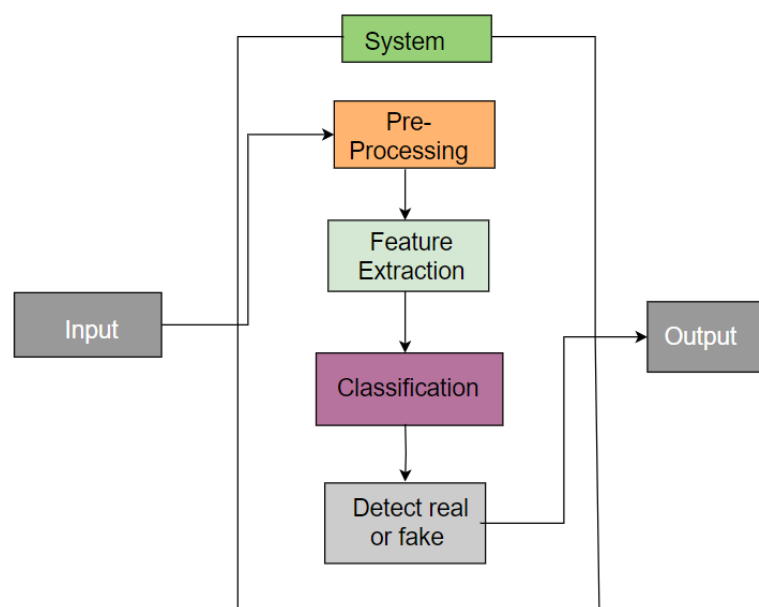 System
Pre-
Processing
Feature
Extraction
Input
Output
Classification
Detect real
or fake